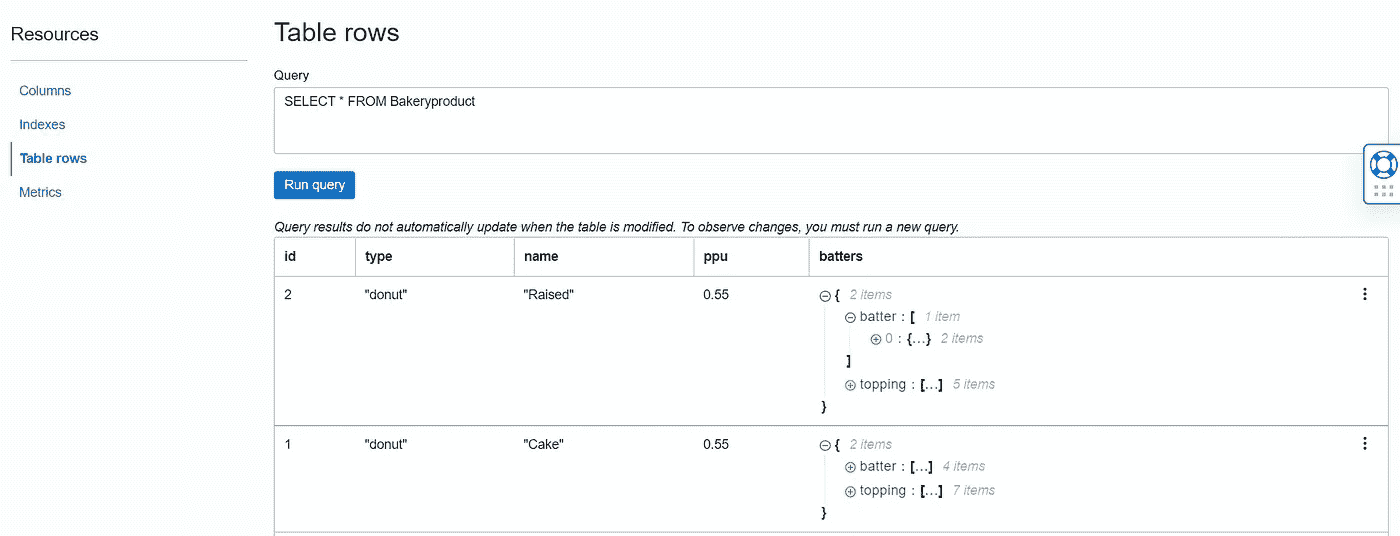 Resources
Columns
Indexes
Table rows
Metrics
Table rows
Query
SELECT * FROM Bakeryproduct
Run query
Query results do not automatically update when the table is modified. To observe changes, you must run a new query.
id type name ppu batters
2 "donut" "Raised" 0.55 { 2 items
batter : [ 1 item
0 : {...} 2 items
]
topping : [...] 5 items
}
1 "donut" "Cake" 0.55 { 2 items
batter : [...] 4 items
topping : [...] 7 items
}